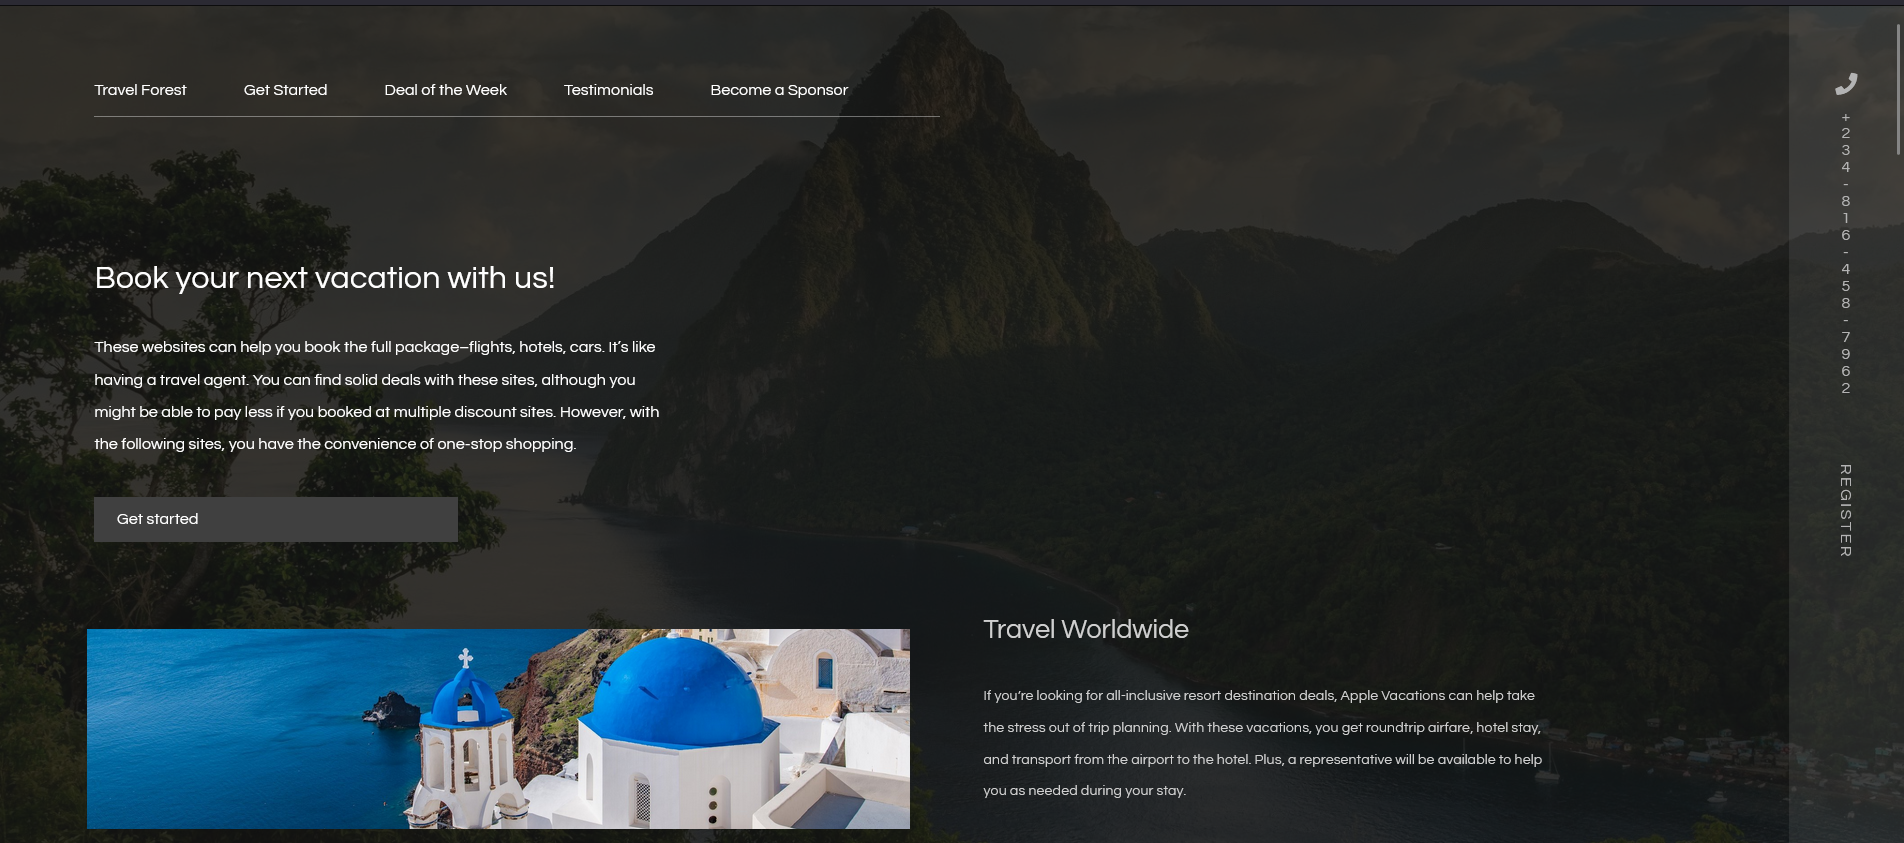 Travel Forest Get Started Deal of the Week Testimonials Become a Sponsor
Book your next vacation with us!
These websites can help you book the full package–flights, hotels, cars. It’s like
having a travel agent. You can find solid deals with these sites, although you
might be able to pay less if you booked at multiple discount sites. However, with
the following sites, you have the convenience of one-stop shopping.
Get started
Travel Worldwide
If you’re looking for all-inclusive resort destination deals, Apple Vacations can help take
the stress out of trip planning. With these vacations, you get roundtrip airfare, hotel stay,
and transport from the airport to the hotel. Plus, a representative will be available to help
you as needed during your stay.
+234-816-458-7962
REGISTER